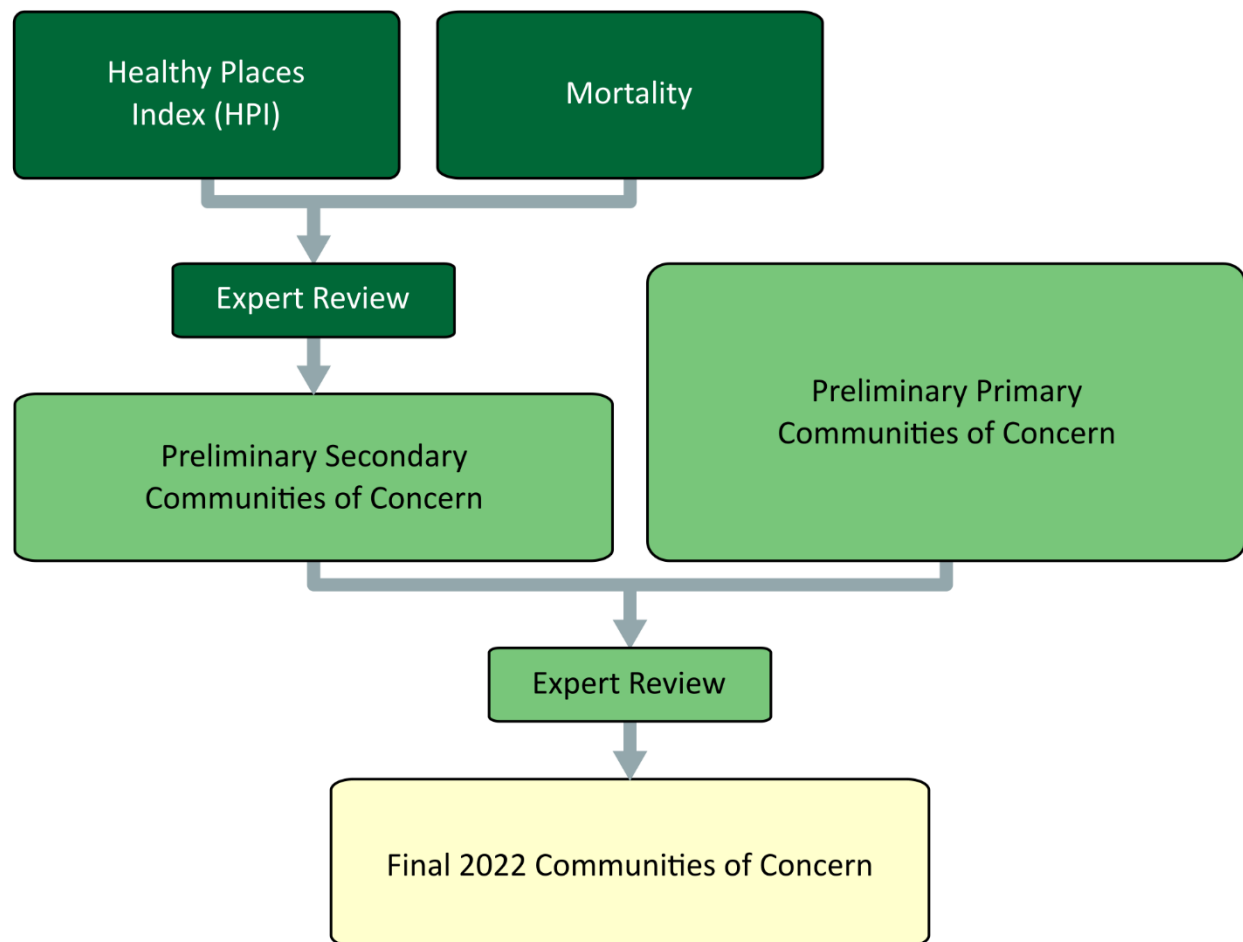 Healthy Places
Index (HPI)
Mortality
Expert Review
Preliminary Primary
Communities of Concern
Preliminary Secondary
Communities of Concern
Expert Review
Final 2022 Communities of Concern